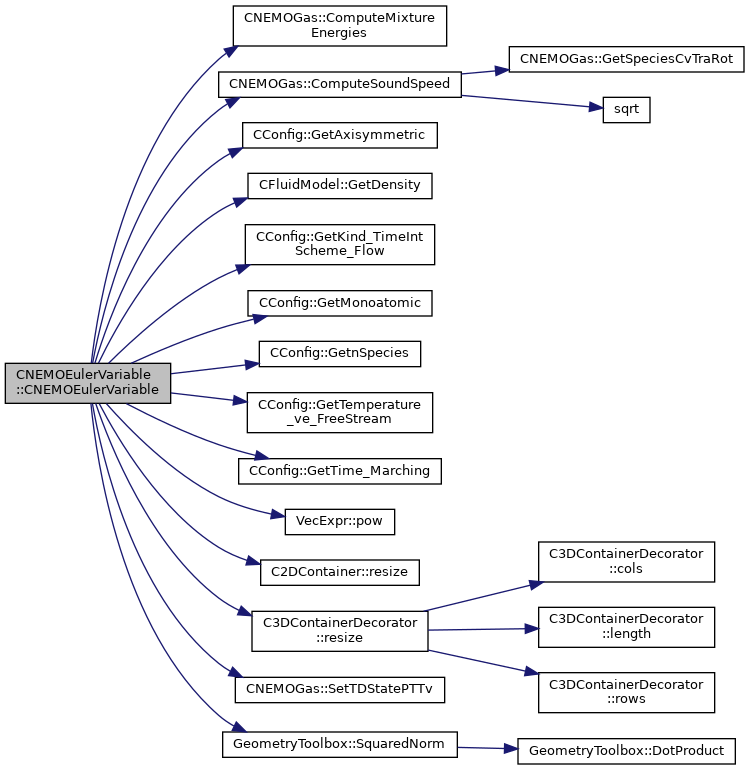 CNEMOEulerVariable
::CNEMOEulerVariable
CNEMOGas::ComputeMixture
Energies
CNEMOGas::ComputeSoundSpeed
CNEMOGas::GetSpeciesCvTraRot
sqrt
CConfig::GetAxisymmetric
CFluidModel::GetDensity
CConfig::GetKind_TimeInt
Scheme_Flow
CConfig::GetMonoatomic
CConfig::GetnSpecies
CConfig::GetTemperature
_ve_FreeStream
CConfig::GetTime_Marching
VecExpr::pow
C2DContainer::resize
C3DContainerDecorator
::resize
C3DContainerDecorator
::cols
C3DContainerDecorator
::length
C3DContainerDecorator
::rows
CNEMOGas::SetTDStatePTTv
GeometryToolbox::SquaredNorm
GeometryToolbox::DotProduct